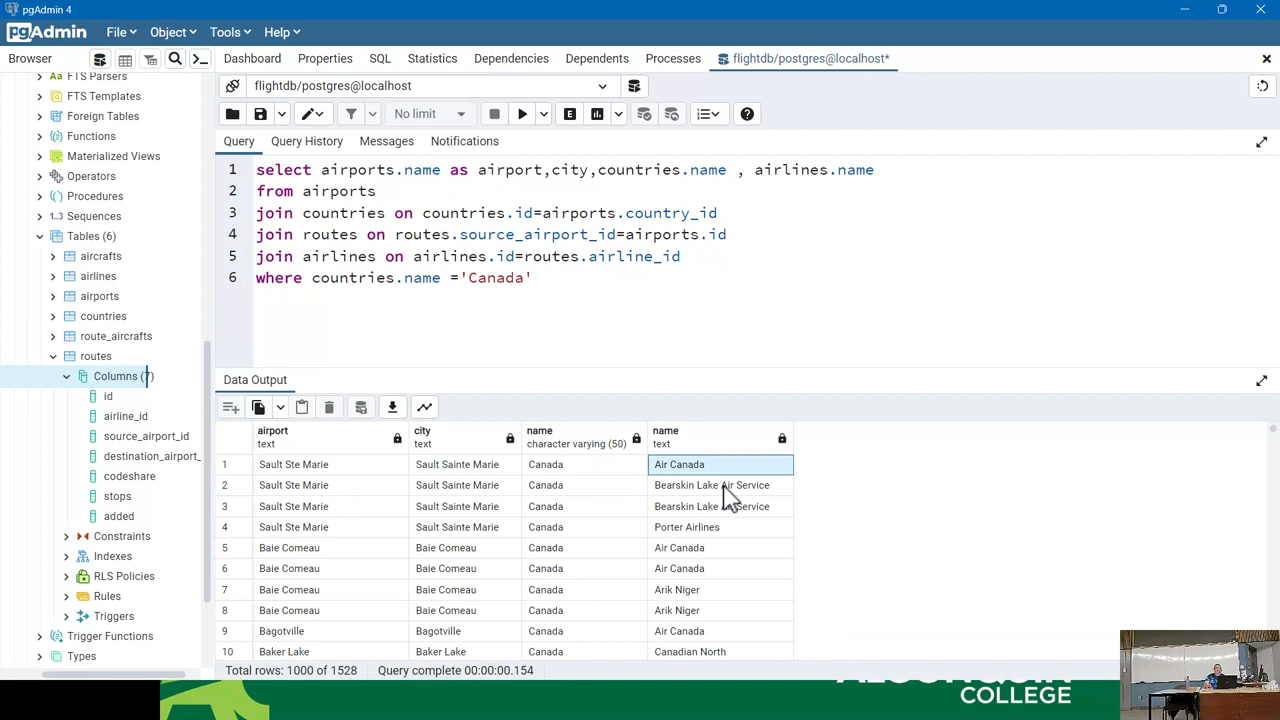 pgAdmin 4
pgAdmin File Object Tools Help
Browser Dashboard Properties SQL Statistics Dependencies Dependents Processes flightdb/postgres@localhost*
FTS Parsers
FTS Templates
Foreign Tables
Functions
Materialized Views
Operators
Procedures
1..3 Sequences
Tables (6)
aircrafts
airlines
airports
countries
route_aircrafts
routes
Columns (7)
id
airline_id
source_airport_id
destination_airport_
codeshare
stops
added
Constraints
Indexes
RLS Policies
Rules
Triggers
Trigger Functions
Types
flightdb/postgres@localhost
No limit
Query Query History Messages Notifications
1 select airports.name as airport,city,countries.name , airlines.name
2 from airports
3 join countries on countries.id=airports.country_id
4 join routes on routes.source_airport_id=airports.id
5 join airlines on airlines.id=routes.airline_id
6 where countries.name ='Canada'
Data Output
airport city name name
text text character varying (50) text
1 Sault Ste Marie Sault Sainte Marie Canada Air Canada
2 Sault Ste Marie Sault Sainte Marie Canada Bearskin Lake Air Service
3 Sault Ste Marie Sault Sainte Marie Canada Bearskin Lake Service
4 Sault Ste Marie Sault Sainte Marie Canada Porter Airlines
5 Baie Comeau Baie Comeau Canada Air Canada
6 Baie Comeau Baie Comeau Canada Air Canada
7 Baie Comeau Baie Comeau Canada Arik Niger
8 Baie Comeau Baie Comeau Canada Arik Niger
9 Bagotville Bagotville Canada Air Canada
10 Baker Lake Baker Lake Canada Canadian North
Total rows: 1000 of 1528 Query complete 00:00:00.154
ALGONQUIN
COLLEGE